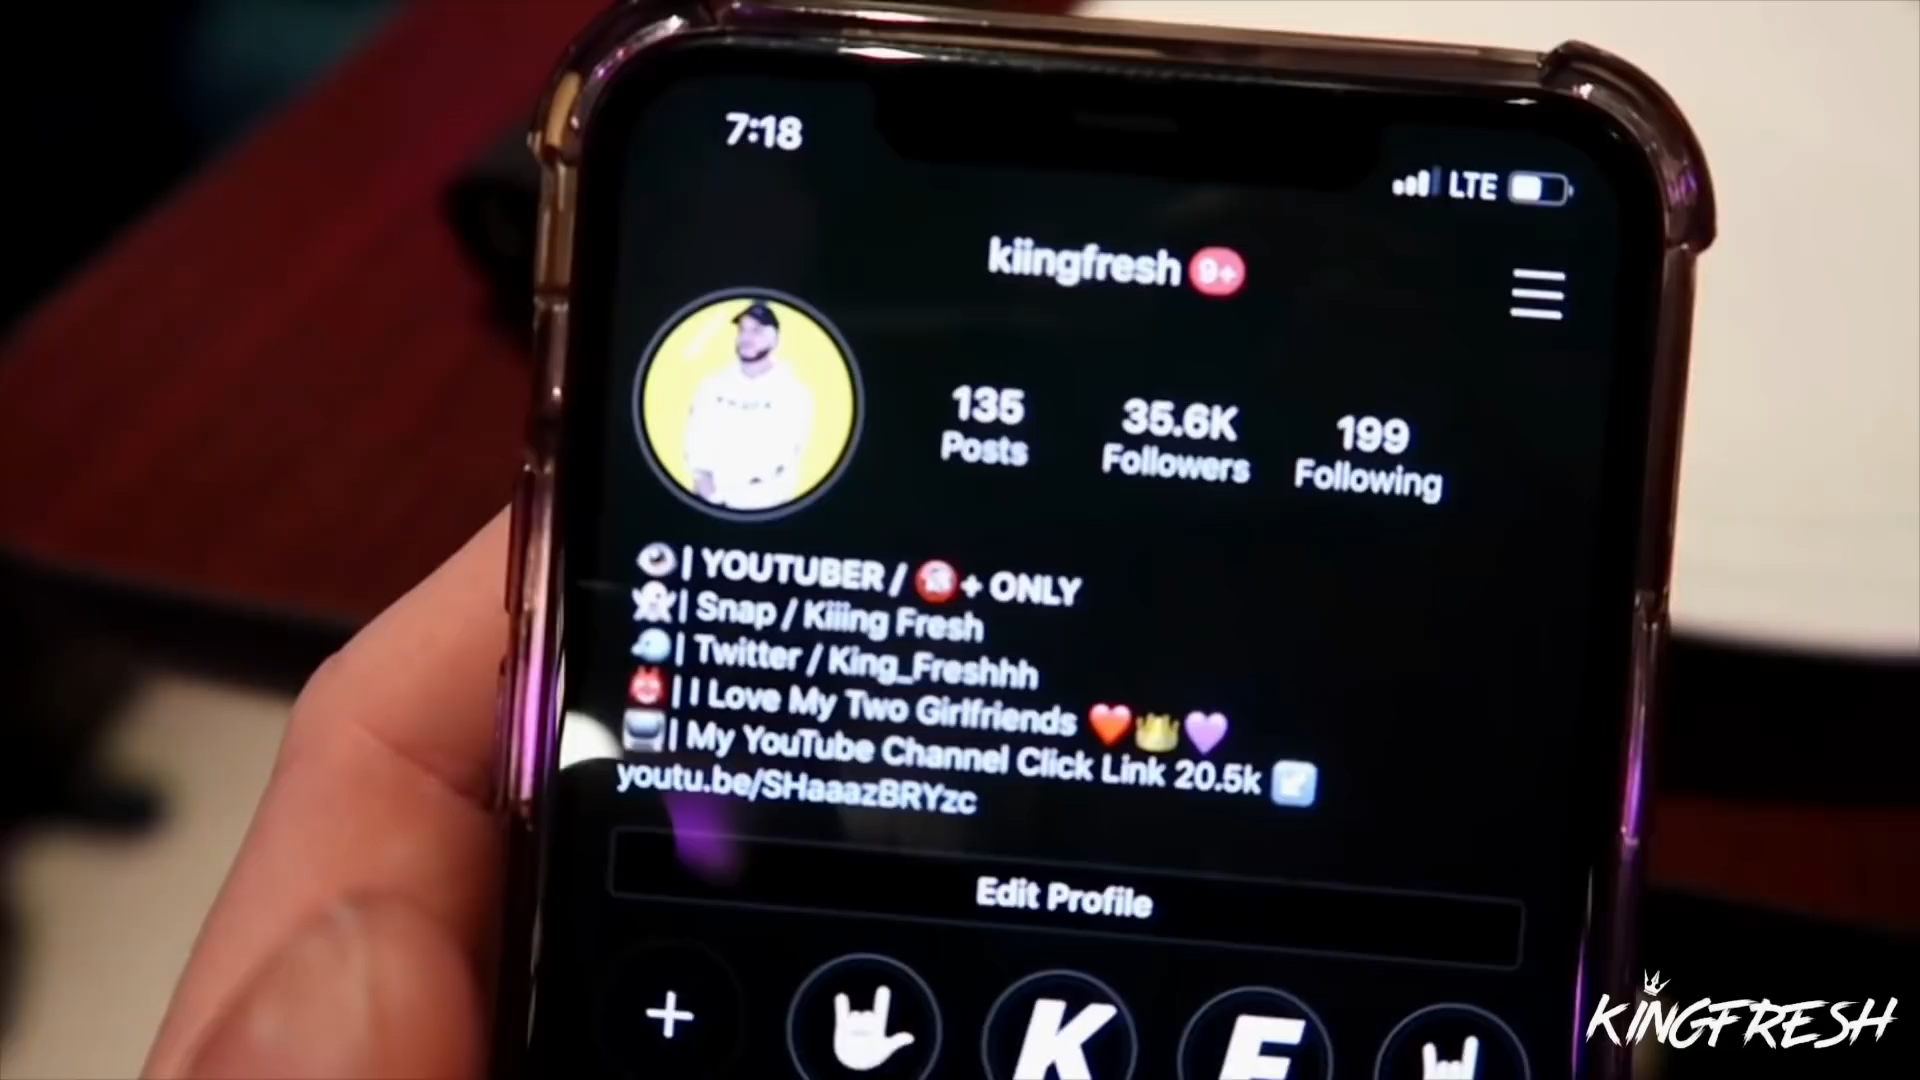 7:18
LTE
kiingfresh 9+
135 35.6K 199
Posts Followers Following
👁️| YOUTUBER / 🔞+ ONLY
👻| Snap / Kiiing Fresh
| Twitter / King_Freshhh
| I Love My Two Girlfriends ❤️👑💜
| My YouTube Channel Click Link 20.5k ↙️
youtu.be/SHaaazBRYzc
Edit Profile
K F
KINGFRESH